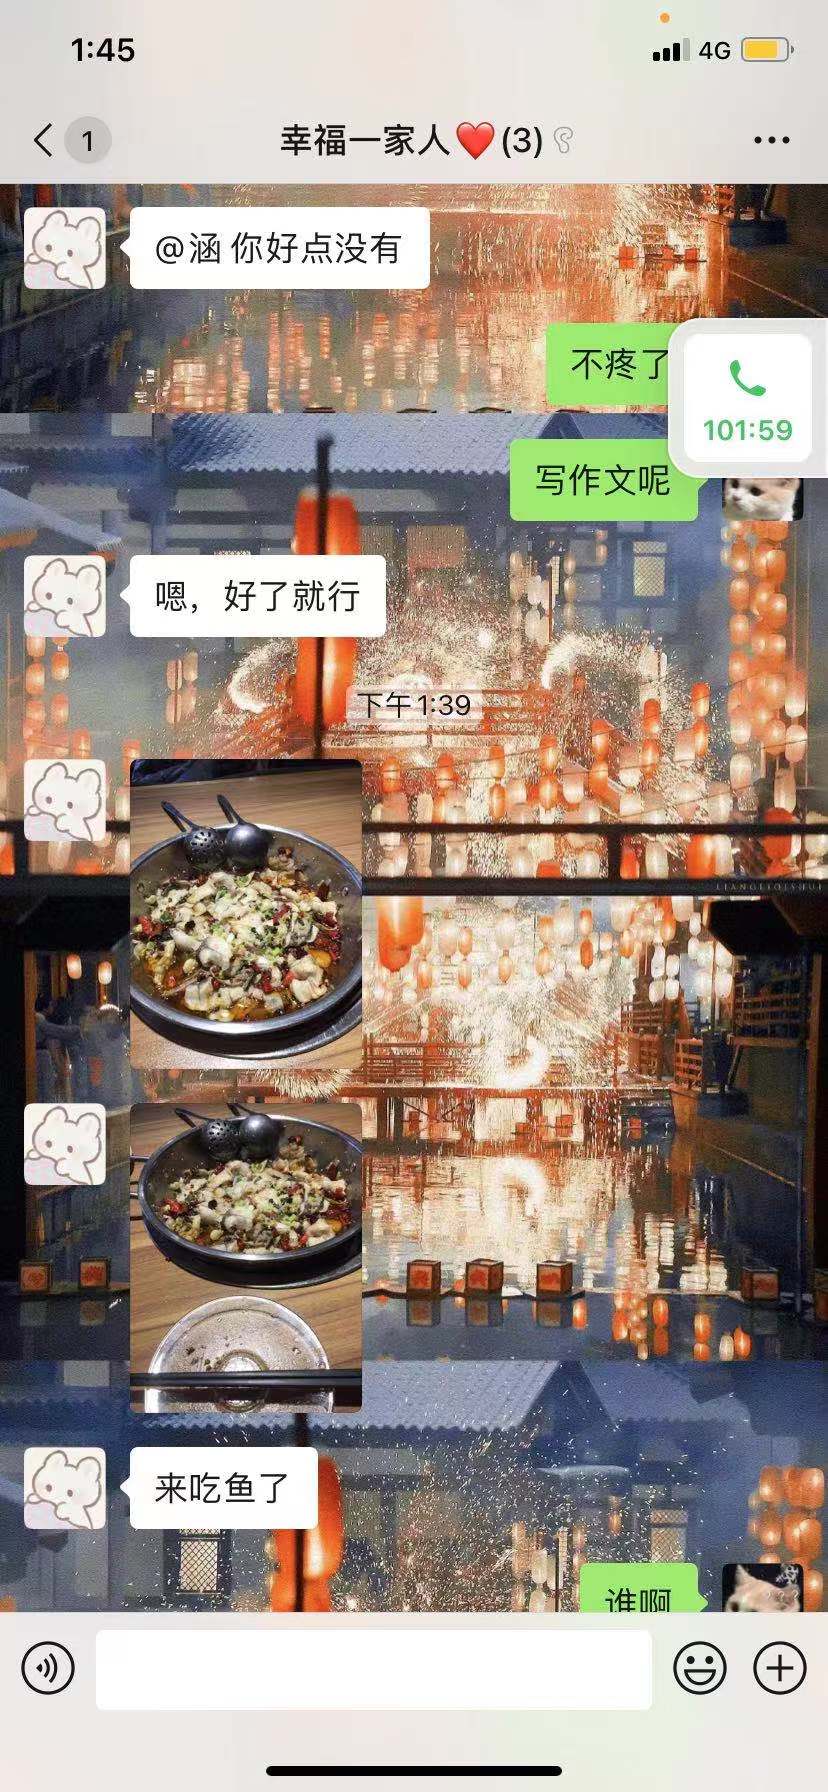 1:45
4G
1
幸福一家人❤️(3)
@涵 你好点没有
不疼了
101:59
写作文呢
嗯，好了就行
下午1:39
来吃鱼了
谁啊